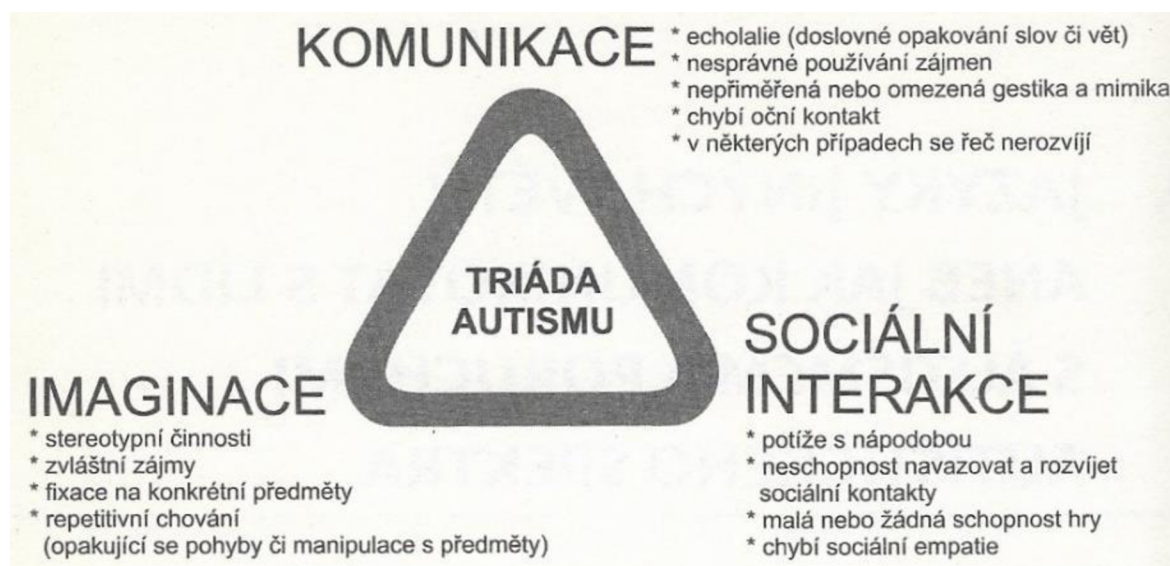 KOMUNIKACE
* echolalie (doslovné opakování slov či vět)
* nesprávné používání zájmen
* nepřiměřená nebo omezená gestika a mimika
* chybí oční kontakt
* v některých případech se řeč nerozvíjí
TRIÁDA
AUTISMU
IMAGINACE
* stereotypní činnosti
* zvláštní zájmy
* fixace na konkrétní předměty
* repetitivní chování
(opakující se pohyby či manipulace s předměty)
SOCIÁLNÍ
INTERAKCE
* potíže s nápodobou
* neschopnost navazovat a rozvíjet
sociální kontakty
* malá nebo žádná schopnost hry
* chybí sociální empatie